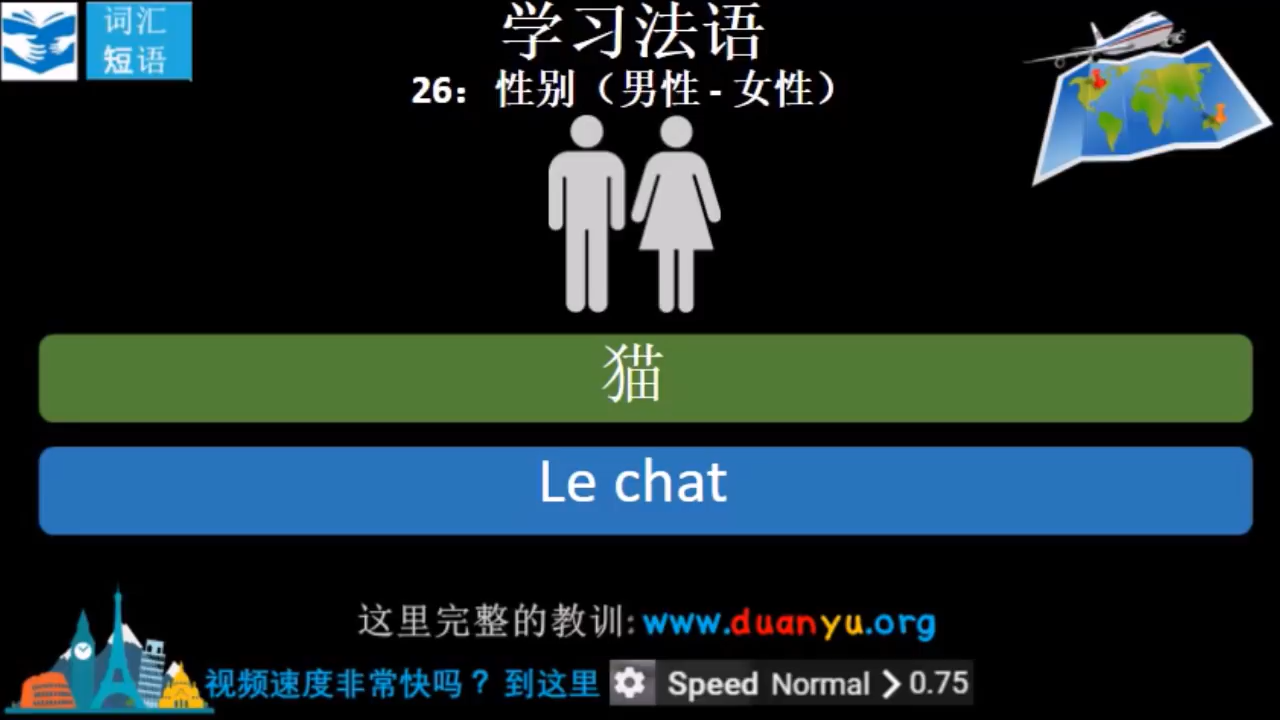 词汇
短语
学习法语
26：性别（男性 - 女性）
猫
Le chat
这里完整的教训: www.duanyu.org
视频速度非常快吗？ 到这里 Speed Normal > 0.75